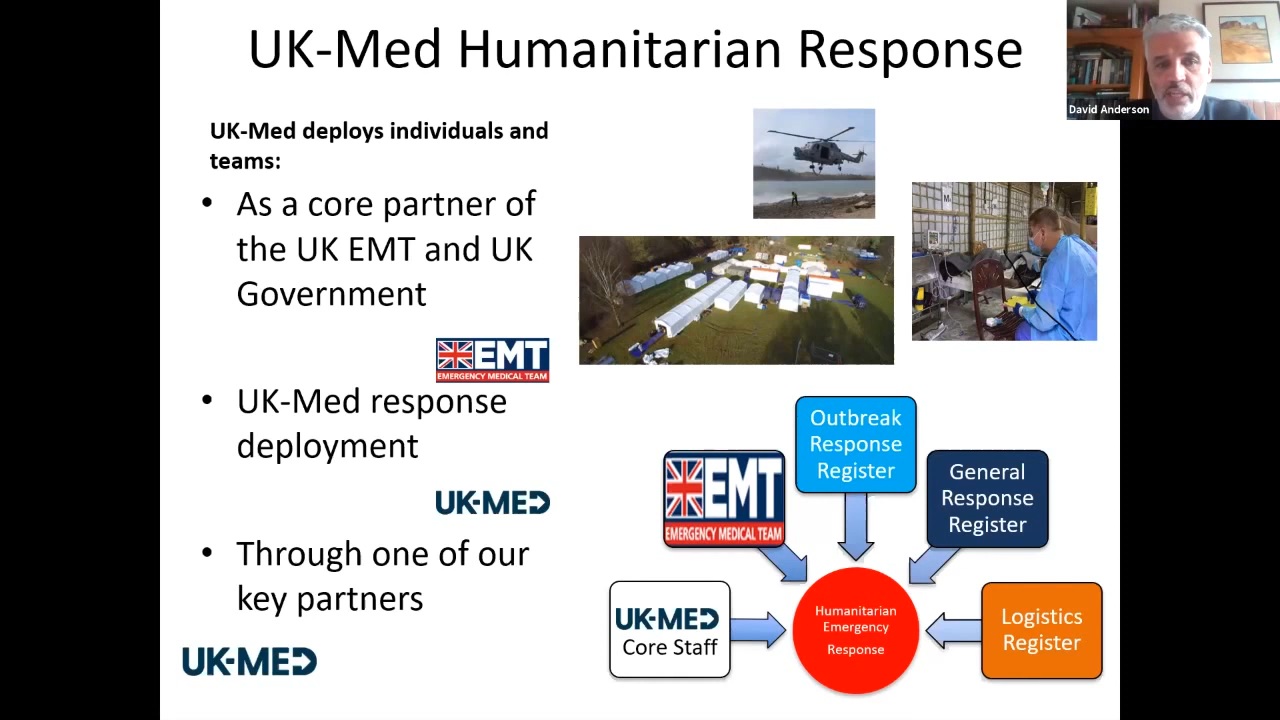 UK-Med Humanitarian Response
David Anderson
UK-Med deploys individuals and
teams:
• As a core partner of
the UK EMT and UK
Government
EMT
EMERGENCY MEDICAL TEAM
• UK-Med response
deployment
UK-MED
• Through one of our
key partners
UK-MED
Outbreak
Response
Register
EMT
EMERGENCY MEDICAL TEAM
General
Response
Register
UK-MED
Core Staff
Humanitarian
Emergency
Response
Logistics
Register